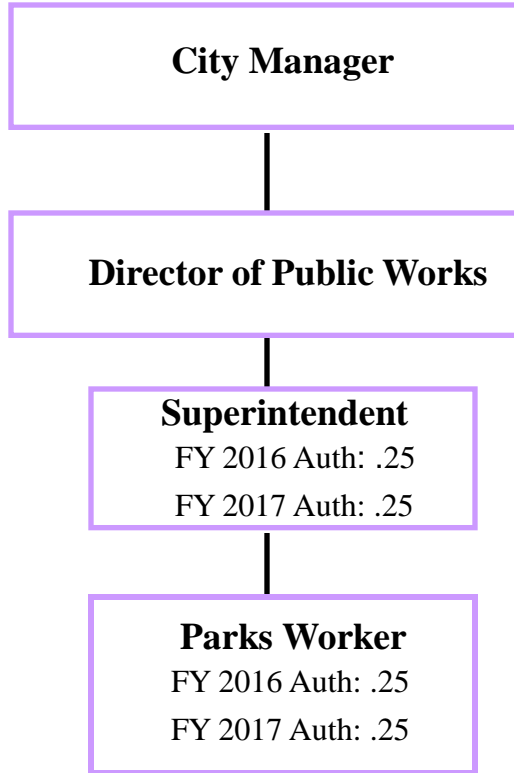 City Manager
Director of Public Works
Superintendent
FY 2016 Auth: .25
FY 2017 Auth: .25
Parks Worker
FY 2016 Auth: .25
FY 2017 Auth: .25